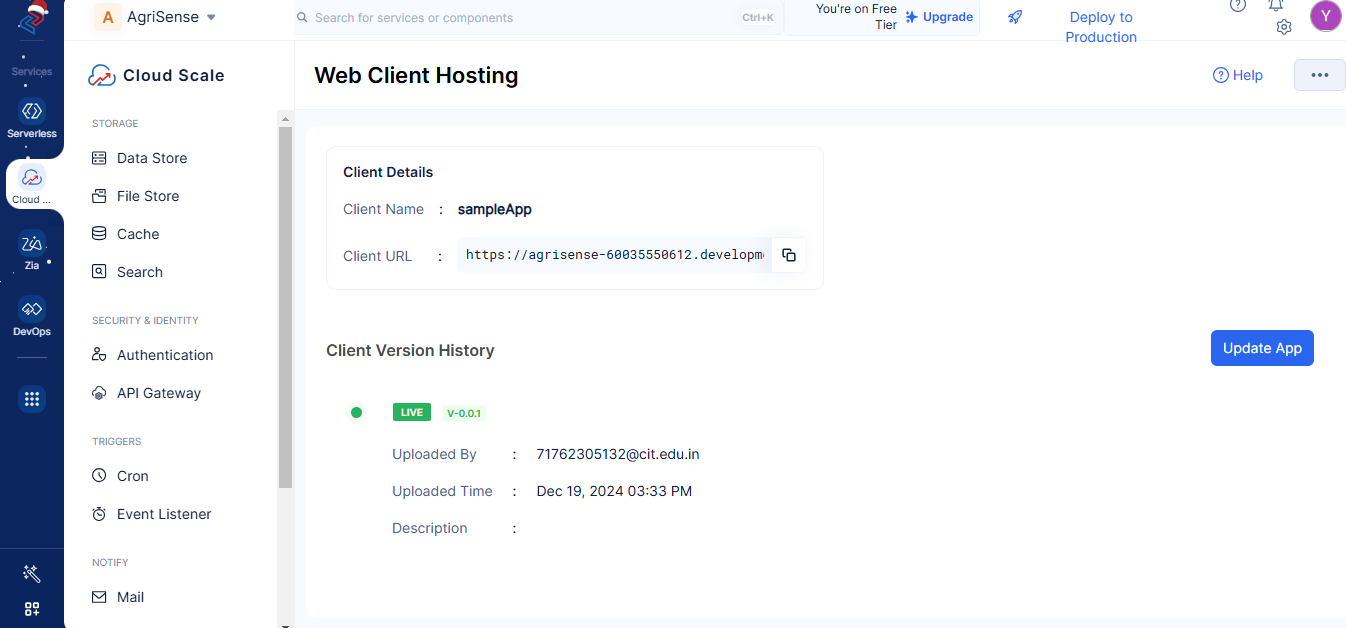 A AgriSense
Search for services or components Ctrl+K
You're on Free
Tier
Upgrade
Deploy to
Production
Y
Services
Serverless
Cloud ...
Zia
DevOps
Cloud Scale
STORAGE
Data Store
File Store
Cache
Search
SECURITY & IDENTITY
Authentication
API Gateway
TRIGGERS
Cron
Event Listener
NOTIFY
Mail
Web Client Hosting
? Help
Client Details
Client Name : sampleApp
Client URL : https://agrisense-60035550612.developm
Client Version History
Update App
LIVE V-0.0.1
Uploaded By : 71762305132@cit.edu.in
Uploaded Time : Dec 19, 2024 03:33 PM
Description :